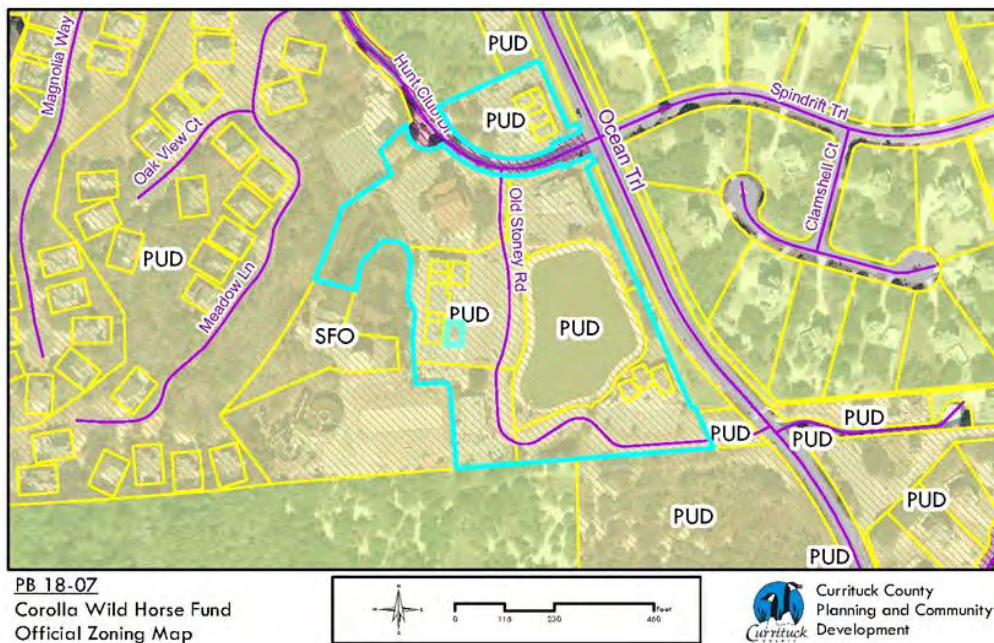 Magnolia Way
Oak View Ct
Meadow Ln
PUD
SFO
Hunt Club Dr
PUD
PUD
Ocean Trl
Spindrift Trl
Clamshell Ct
Old Stoney Rd
PUD
PUD
PUD
PUD
PUD
PUD
PUD
PUD
PB 18-07
Corolla Wild Horse Fund
Official Zoning Map
N
0
230
460
Feet
Currituck
Currituck County
Planning and Community
Development